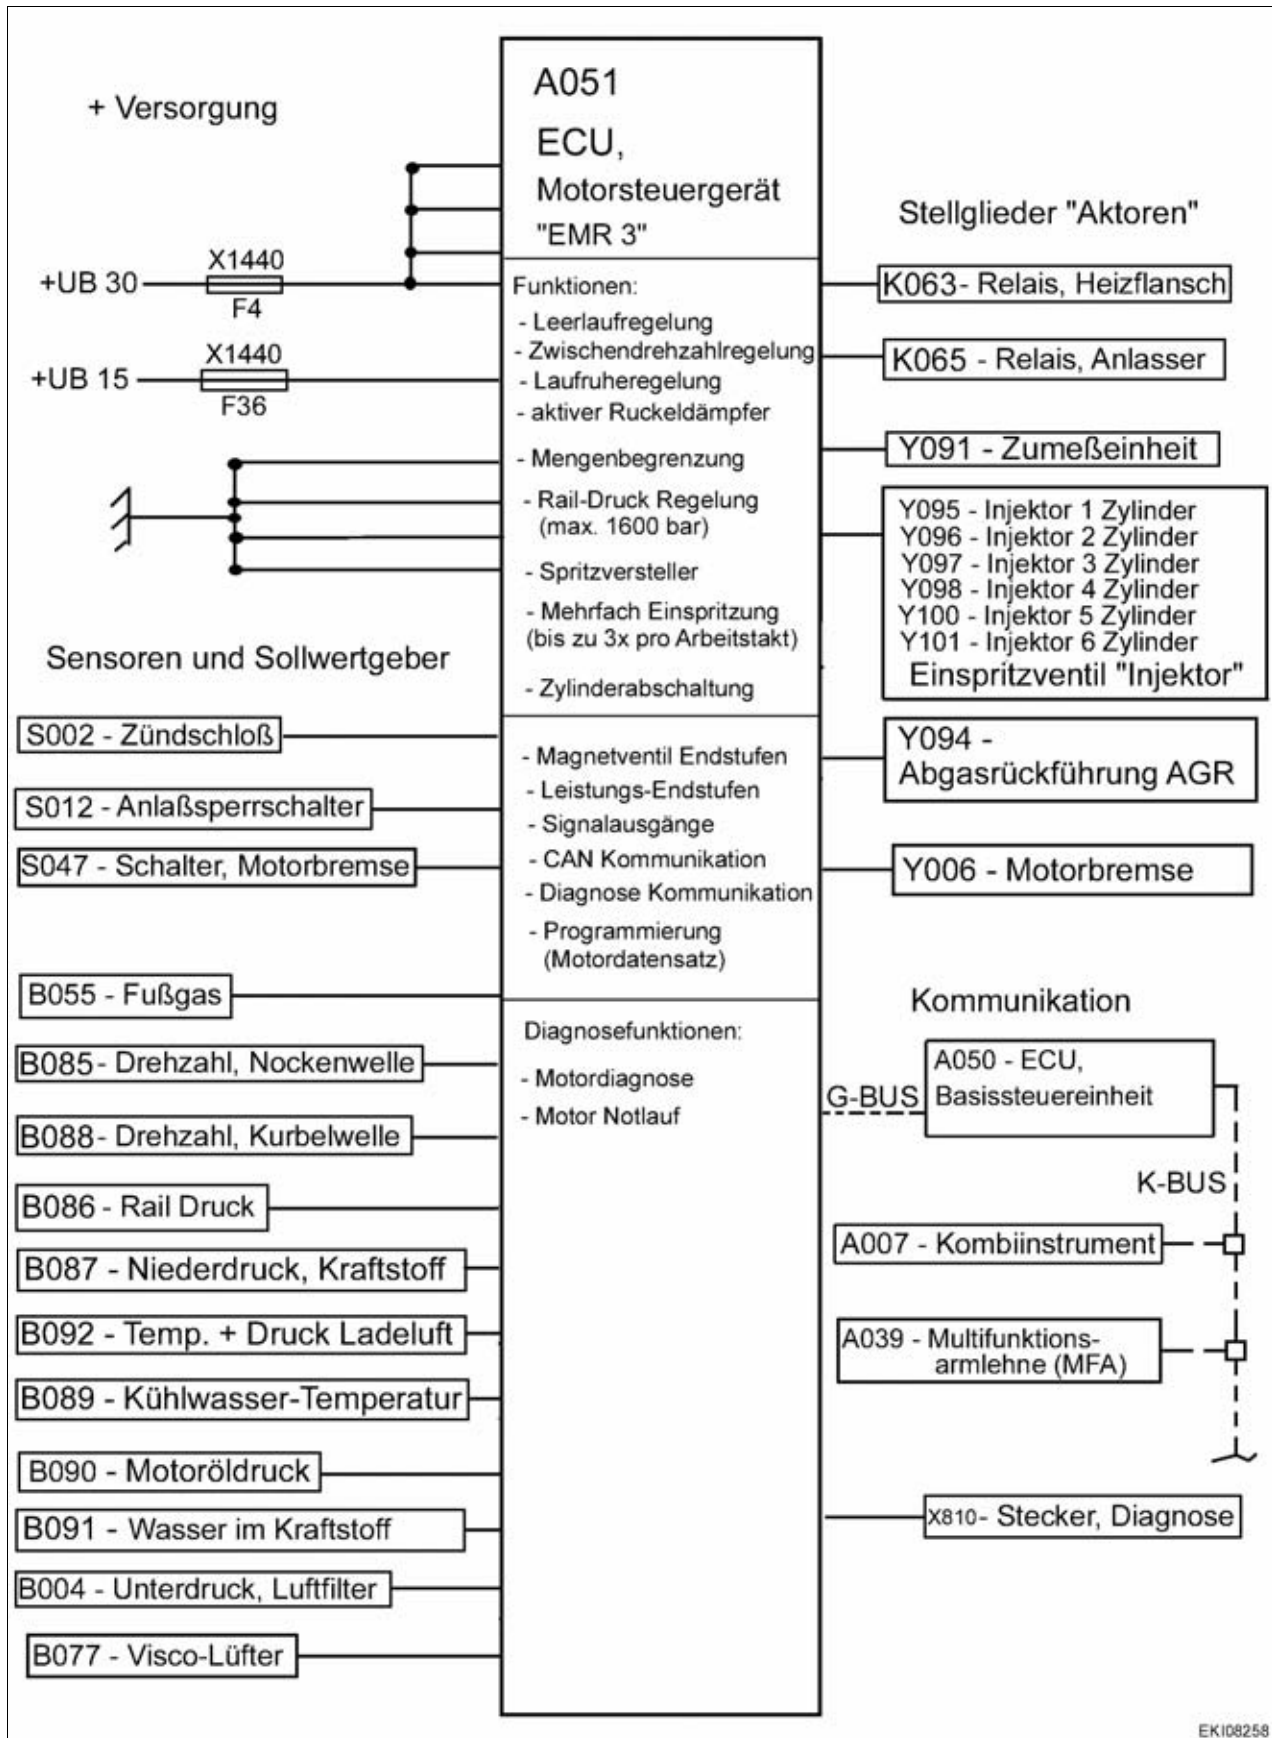 A051
ECU,
Motorsteuergerät
"EMR 3"
+ Versorgung
X1440
+UB 30
F4
X1440
+UB 15
F36
Funktionen:
- Leerlaufregelung
- Zwischendrehzahlregelung
- Laufruheregelung
- aktiver Ruckeldämpfer
- Mengenbegrenzung
- Rail-Druck Regelung
(max. 1600 bar)
- Spritzversteller
- Mehrfach Einspritzung
(bis zu 3x pro Arbeitstakt)
- Zylinderabschaltung
- Magnetventil Endstufen
- Leistungs-Endstufen
- Signalausgänge
- CAN Kommunikation
- Diagnose Kommunikation
- Programmierung
(Motordatensatz)
Diagnosefunktionen:
- Motordiagnose
- Motor Notlauf
Sensoren und Sollwertgeber
S002 - Zündschloß
S012 - Anlaßsperrschalter
S047 - Schalter, Motorbremse
B055 - Fußgas
B085 - Drehzahl, Nockenwelle
B088 - Drehzahl, Kurbelwelle
B086 - Rail Druck
B087 - Niederdruck, Kraftstoff
B092 - Temp. + Druck Ladeluft
B089 - Kühlwasser-Temperatur
B090 - Motoröldruck
B091 - Wasser im Kraftstoff
B004 - Unterdruck, Luftfilter
B077 - Visco-Lüfter
Stellglieder "Aktoren"
K063- Relais, Heizflansch
K065 - Relais, Anlasser
Y091 - Zumeßeinheit
Y095 - Injektor 1 Zylinder
Y096 - Injektor 2 Zylinder
Y097 - Injektor 3 Zylinder
Y098 - Injektor 4 Zylinder
Y100 - Injektor 5 Zylinder
Y101 - Injektor 6 Zylinder
Einspritzventil "Injektor"
Y094 -
Abgasrückführung AGR
Y006 - Motorbremse
Kommunikation
A050 - ECU,
Basissteuereinheit
G-BUS
K-BUS
A007 - Kombiinstrument
A039 - Multifunktions-
armlehne (MFA)
X810- Stecker, Diagnose
EKI08258